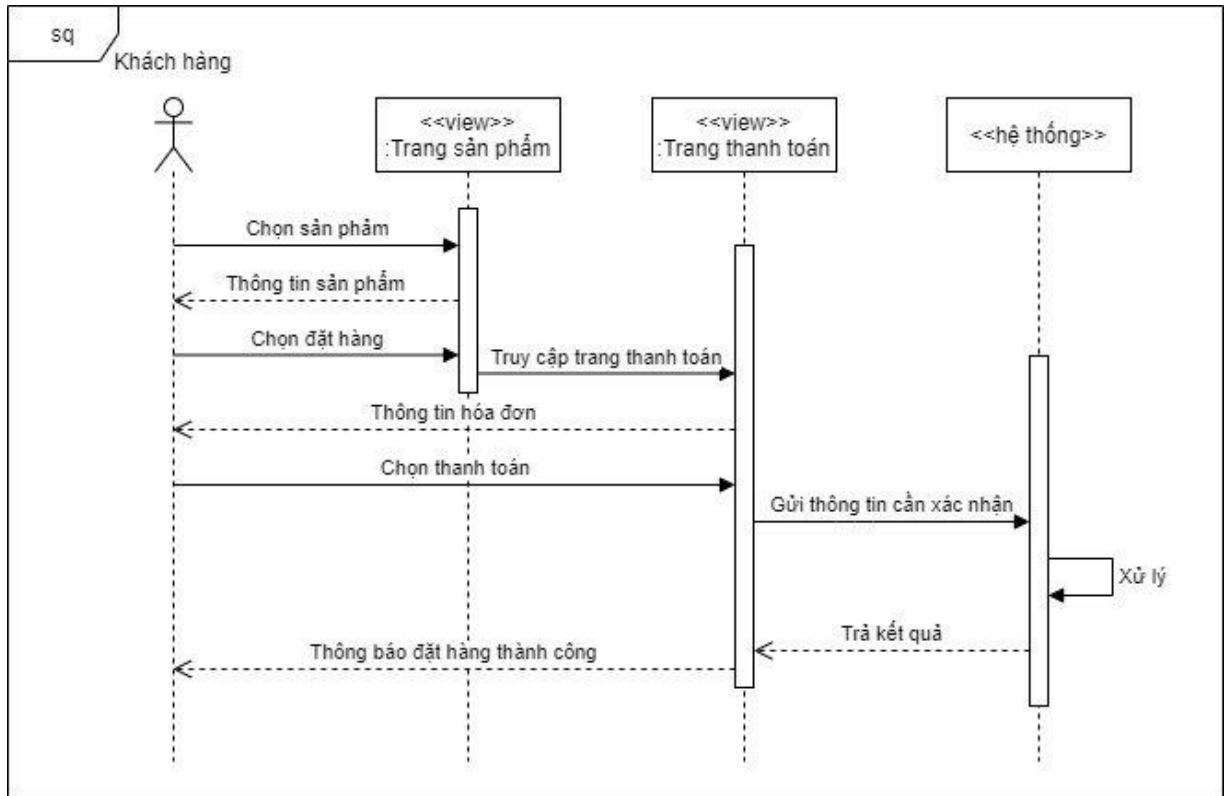 sq
Khách hàng
<<view>>
:Trang sản phẩm
<<view>>
:Trang thanh toán
<<hệ thống>>
Chọn sản phảm
Thông tin sản phẩm
Chọn đặt hàng
Truy cập trang thanh toán
Thông tin hóa đơn
Chọn thanh toán
Gửi thông tin cần xác nhận
Xử lý
Trả kết quả
Thông báo đặt hàng thành công